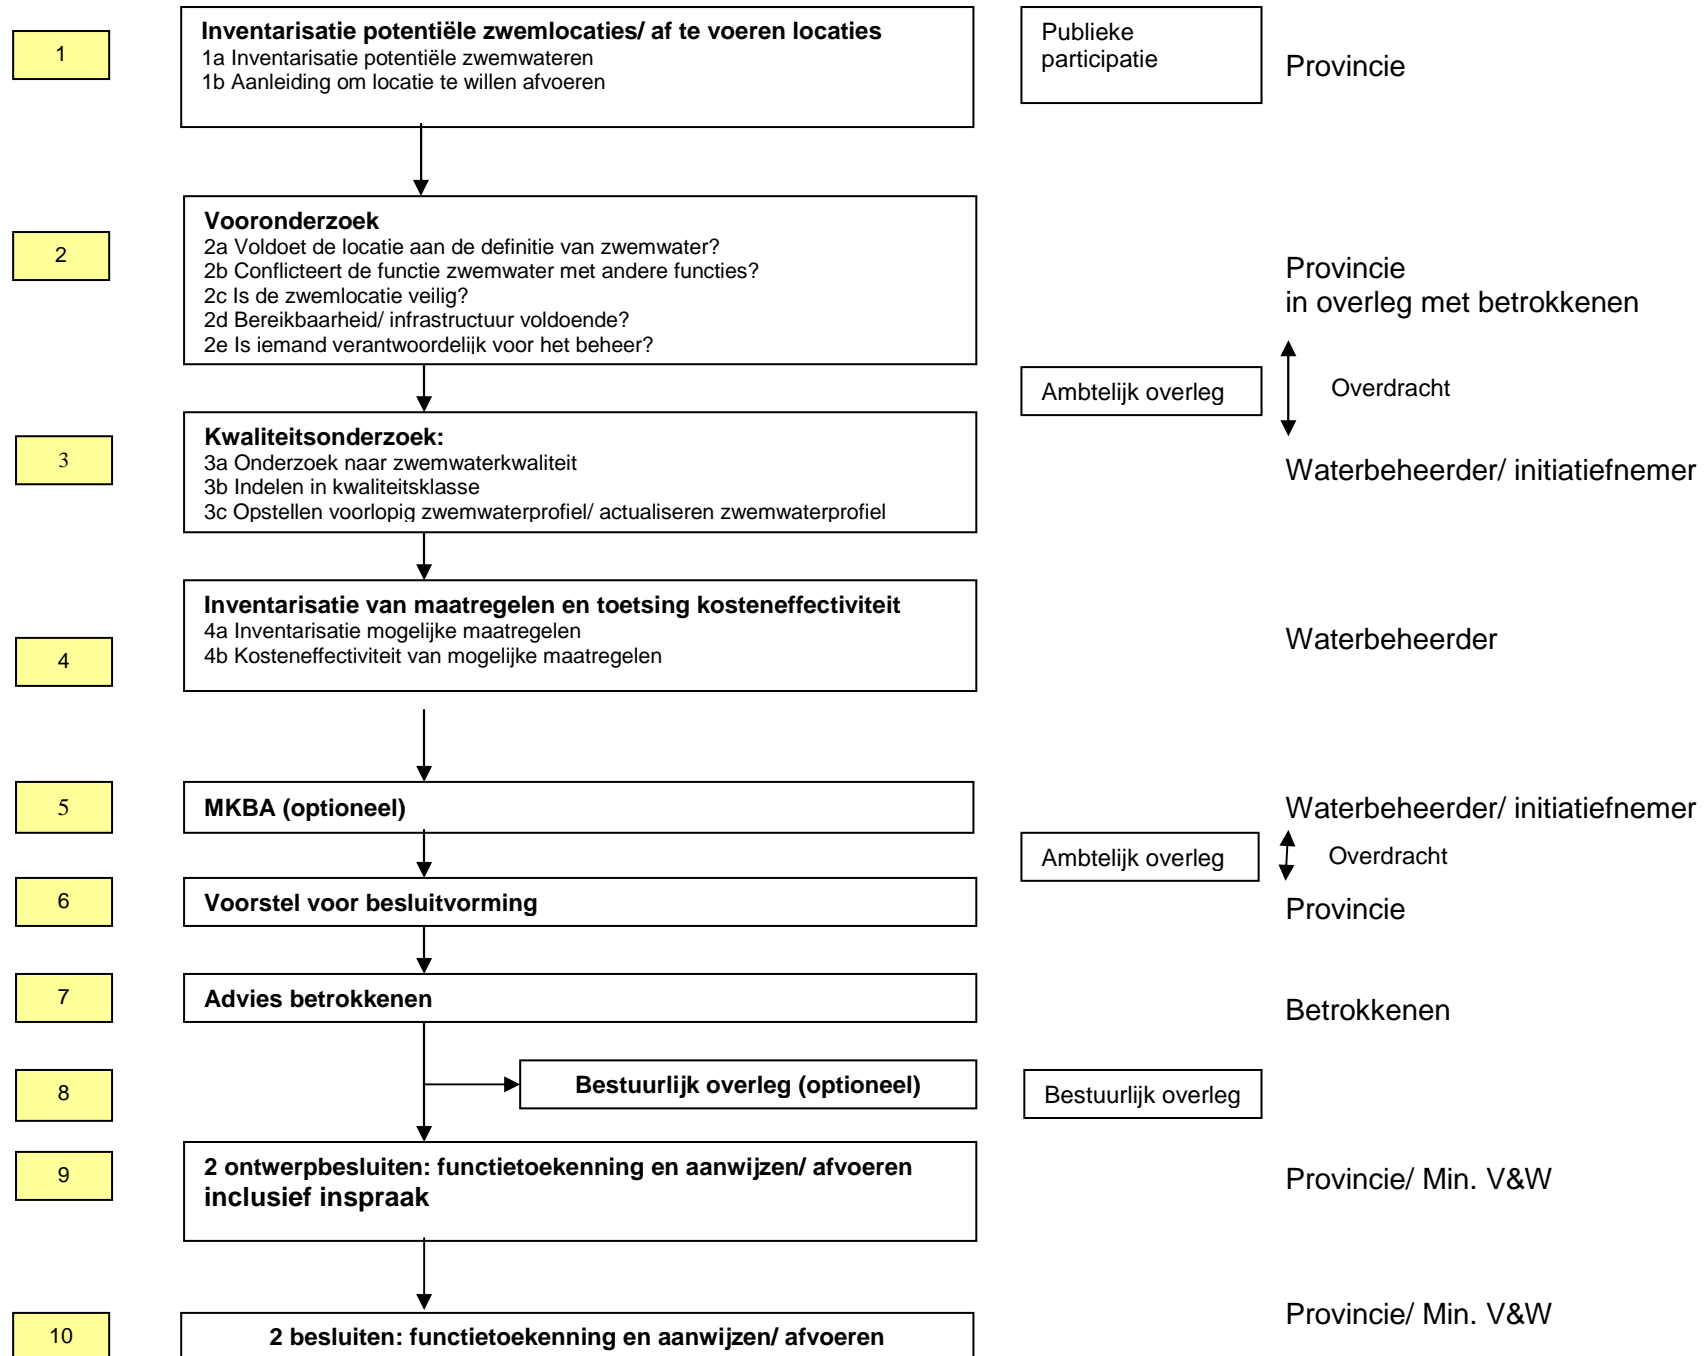 1
Inventarisatie potentiële zwemlocaties/ af te voeren locaties
1a Inventarisatie potentiële zwemwateren
1b Aanleiding om locatie te willen afvoeren
Publieke
participatie
Provincie
2
Vooronderzoek
2a Voldoet de locatie aan de definitie van zwemwater?
2b Conflicteert de functie zwemwater met andere functies?
2c Is de zwemlocatie veilig?
2d Bereikbaarheid/ infrastructuur voldoende?
2e Is iemand verantwoordelijk voor het beheer?
Provincie
in overleg met betrokkenen
Ambtelijk overleg
Overdracht
3
Kwaliteitsonderzoek:
3a Onderzoek naar zwemwaterkwaliteit
3b Indelen in kwaliteitsklasse
3c Opstellen voorlopig zwemwaterprofiel/ actualiseren zwemwaterprofiel
Waterbeheerder/ initiatiefnemer
4
Inventarisatie van maatregelen en toetsing kosteneffectiviteit
4a Inventarisatie mogelijke maatregelen
4b Kosteneffectiviteit van mogelijke maatregelen
Waterbeheerder
5
MKBA (optioneel)
Waterbeheerder/ initiatiefnemer
Ambtelijk overleg
Overdracht
6
Voorstel voor besluitvorming
Provincie
7
Advies betrokkenen
Betrokkenen
8
Bestuurlijk overleg (optioneel)
Bestuurlijk overleg
9
2 ontwerpbesluiten: functietoekenning en aanwijzen/ afvoeren
inclusief inspraak
Provincie/ Min. V&W
10
2 besluiten: functietoekenning en aanwijzen/ afvoeren
Provincie/ Min. V&W